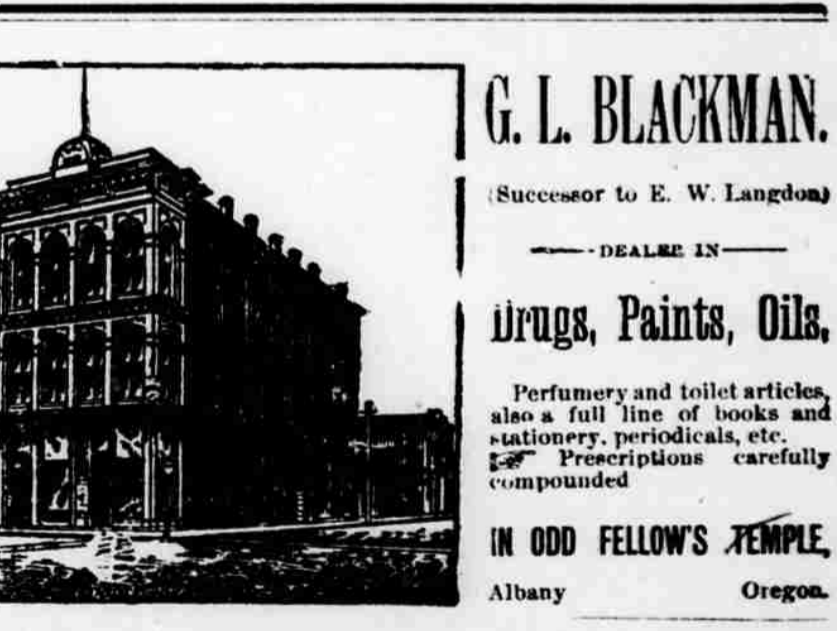 G. L. BLACKMAN.
(Successor to E. W. Langdon)
DEALER IN
Drugs, Paints, Oils,
Perfumery and toilet articles,
also a full line of books and
stationery, periodicals, etc.
☞ Prescriptions carefully
compounded
IN ODD FELLOW'S TEMPLE,
Albany Oregon.